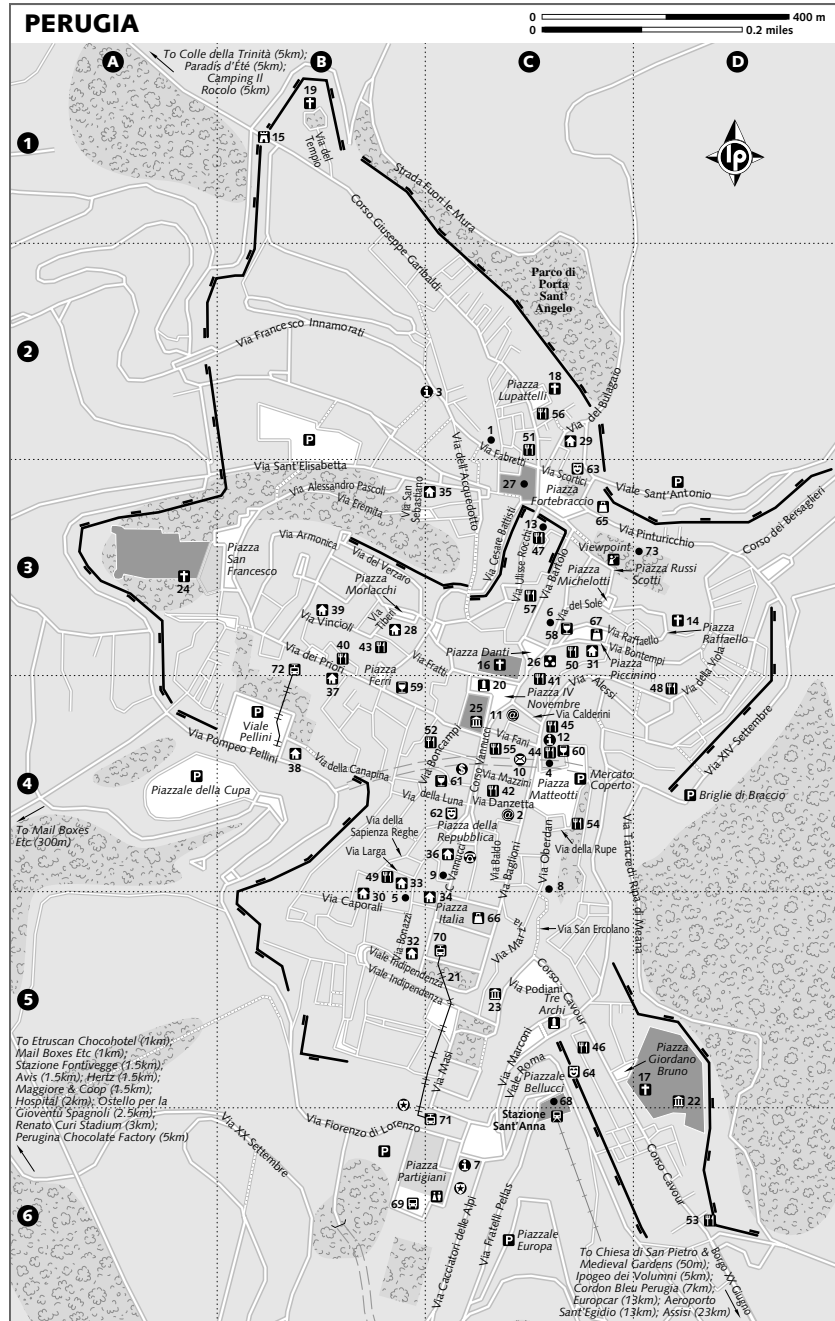 PERUGIA
0 400 m
0 0.2 miles
A
B
C
D
To Colle della Trinità (5km);
Paradis d'Été (5km);
Camping Il
Rocolo (5km)
19
1
15
Via del
Tempio
lp
Strada Fuori le Mura
Corso Giuseppe Garibaldi
Parco di
Porta
Sant'
Angelo
2
Via Francesco Innamorati
3
18
Piazza
Lupattelli
56
Via del Bulagaio
1
51
29
P
Via Fabretti
Via Sant'Elisabetta
Via dell'Acquedotto
Via Scortici
63
P
27
Via Alessandro Pascoli
Via San
Sebastiano
35
Piazza
Fortebraccio
Viale Sant'Antonio
Via Eremita
65
Corso dei Bersaglieri
Via Cesare Battisti
13
Via Pinturicchio
Via Armonica
47
Viewpoint
73
3
Piazza
San
Francesco
Via del Verzaro
Via Ulisse Rocchi
Via Bartolo
Piazza
Michelotti
Piazza Russi
Scotti
24
Piazza
Morlacchi
57
39
Via
Tiberi
6
Via del Sole
67
14
Via Vincioli
58
Via Raffaello
Piazza
Raffaello
40
43
28
Piazza Danti
Via Bontempi
Via dei Priori
Via Fratti
16
26
50
31
Piazza
Piccinino
72
Piazza
Ferri
41
Via Alessi
Via della Viola
37
59
20
Piazza IV
Novembre
48
P
Viale
Pellini
25
11
Via Calderini
45
Via XIV Settembre
Via Pompeo Pellini
52
Via Boncampi
Corso Vannucci
Via Fani
12
55
44
60
4
38
Via della Canapina
10
4
P
Piazzale della Cupa
61
Via Mazzini
P
Mercato
Coperto
Via
della Luna
42
Piazza
Matteotti
Via Danzetta
P
Briglie di Braccio
To Mail Boxes
Etc (300m)
62
2
54
Via della
Sapienza Reghe
Piazza della
Repubblica
Via della Rupe
Via Larga
36
Via Baldo
Via Baglioni
Via Oberdan
Via Tancredi Ripa di Meana
49
33
9
C Vannucci
8
Via Caporali
30
5
34
Piazza
Italia
66
Via San Ercolano
Via Bonazzi
32
70
Via Marzia
Viale Indipendenza
21
Viale Indipendenza
5
Via Podiani
Tre
Archi
Corso Cavour
23
To Etruscan Chocohotel (1km);
Mail Boxes Etc (1km);
Stazione Fontivegge (1.5km);
Avis (1.5km); Hertz (1.5km);
Maggiore & Coop (1.5km);
Hospital (2km); Ostello per la
Gioventù Spagnoli (2.5km);
Renato Curi Stadium (3km);
Perugina Chocolate Factory (5km)
Via Masi
Via Marconi
Viale Roma
46
Piazza
Giordano
Bruno
Piazzale
Bellucci
64
17
22
68
Via XX Settembre
Via Fiorenzo di Lorenzo
71
Stazione
Sant'Anna
P
Piazza
Partigiani
7
Corso Cavour
6
69
Via Cacciatori delle Alpi
Via Fratelli Pellas
P
Piazzale
Europa
53
Borgo XX Giugno
To Chiesa di San Pietro &
Medieval Gardens (50m);
Ipogeo dei Volumni (5km);
Cordon Bleu Perugia (7km);
Europcar (13km); Aeroporto
Sant'Egidio (13km); Assisi (23km)